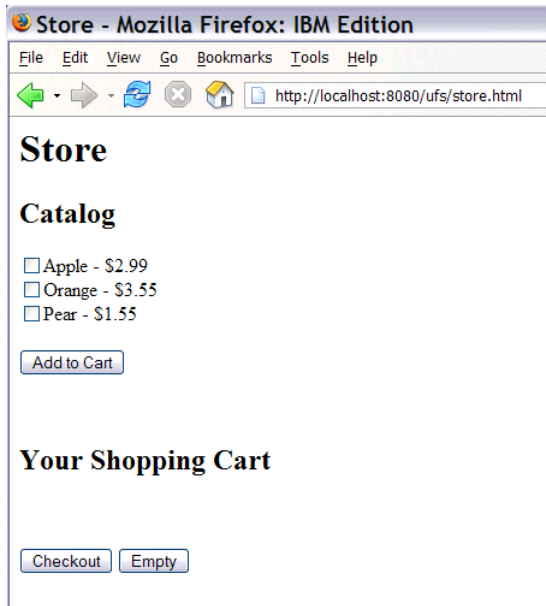 Store - Mozilla Firefox: IBM Edition
File Edit View Go Bookmarks Tools Help
http://localhost:8080/ufs/store.html
Store
Catalog
Apple - $2.99
Orange - $3.55
Pear - $1.55
Add to Cart
Your Shopping Cart
Checkout Empty